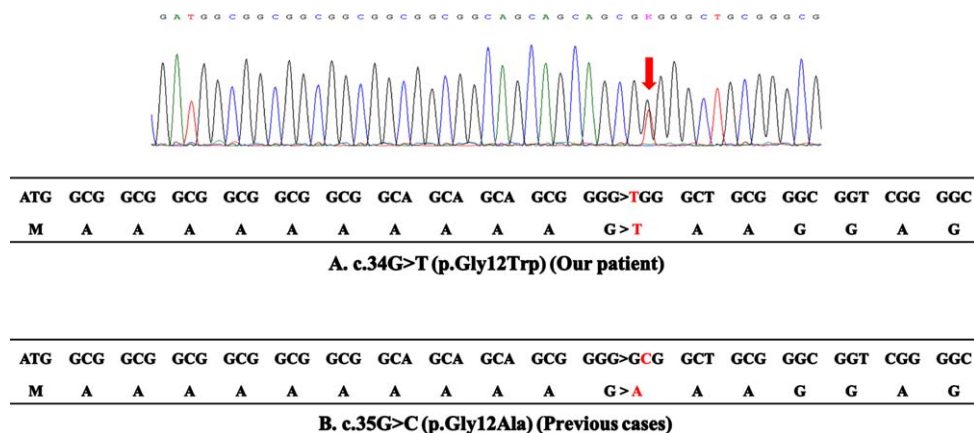 G A T G G C G G C G G C G G C G G C G G C G G C A G C A G C A G C G K G G G C T G C G G G C G
ATG GCG GCG GCG GCG GCG GCG GCA GCA GCA GCG GGG>TGG GCT GCG GGC GGT CGG GGC
M A A A A A A A A A A G>T A A G G A G
A. c.34G>T (p.Gly12Trp) (Our patient)
ATG GCG GCG GCG GCG GCG GCG GCA GCA GCA GCG GGG>GCG GCT GCG GGC GGT CGG GGC
M A A A A A A A A A A G>A A A G G A G
B. c.35G>C (p.Gly12Ala) (Previous cases)